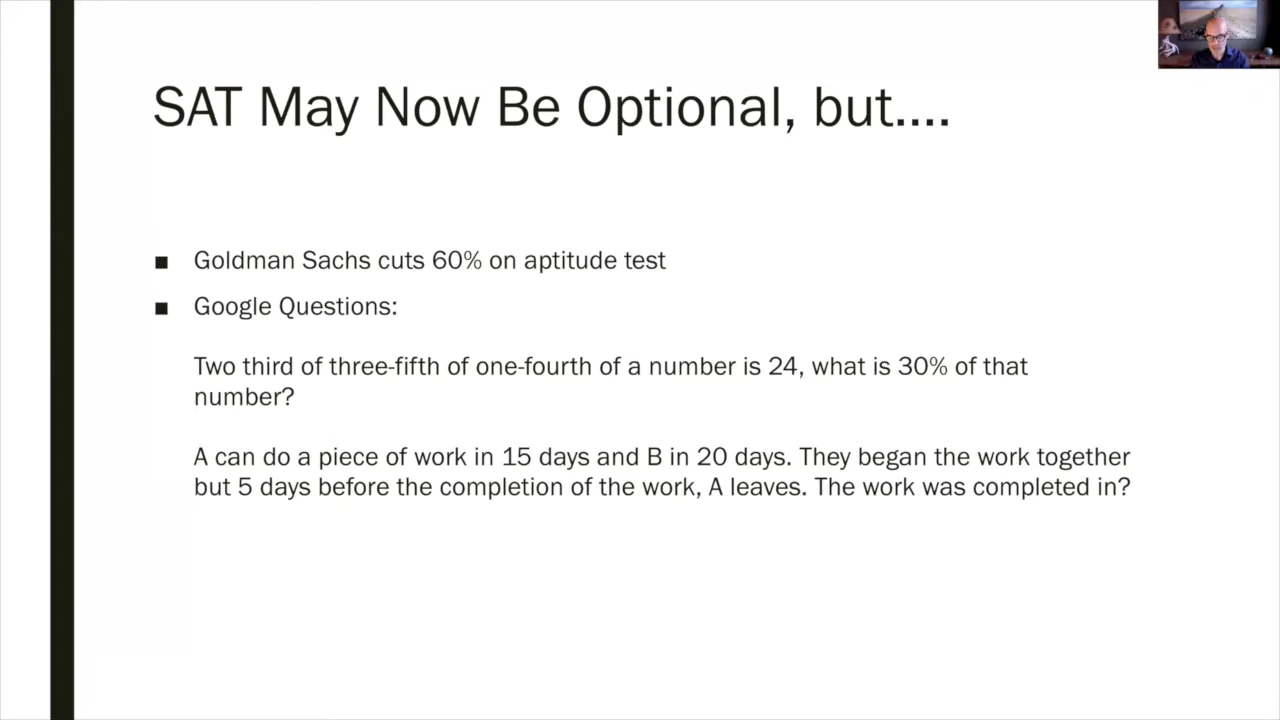 SAT May Now Be Optional, but....
Goldman Sachs cuts 60% on aptitude test
Google Questions:
Two third of three-fifth of one-fourth of a number is 24, what is 30% of that
number?
A can do a piece of work in 15 days and B in 20 days. They began the work together
but 5 days before the completion of the work, A leaves. The work was completed in?